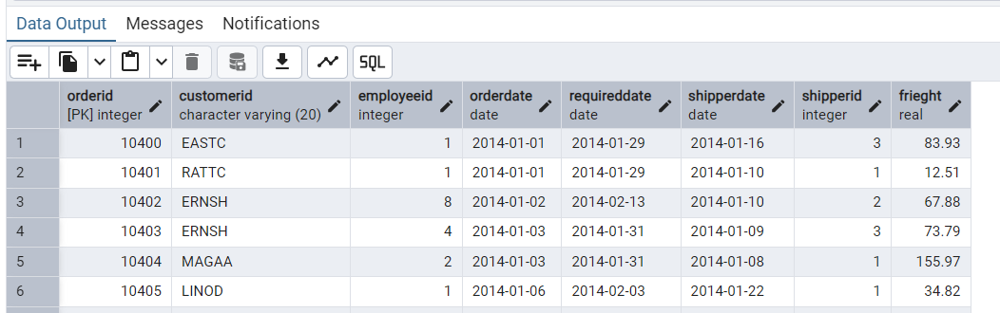 Data Output Messages Notifications
SQL
orderid customerid employeeid orderdate requireddate shipperdate shipperid frieght
[PK] integer character varying (20) integer date date date integer real
1 10400 EASTC 1 2014-01-01 2014-01-29 2014-01-16 3 83.93
2 10401 RATTC 1 2014-01-01 2014-01-29 2014-01-10 1 12.51
3 10402 ERNSH 8 2014-01-02 2014-02-13 2014-01-10 2 67.88
4 10403 ERNSH 4 2014-01-03 2014-01-31 2014-01-09 3 73.79
5 10404 MAGAA 2 2014-01-03 2014-01-31 2014-01-08 1 155.97
6 10405 LINOD 1 2014-01-06 2014-02-03 2014-01-22 1 34.82